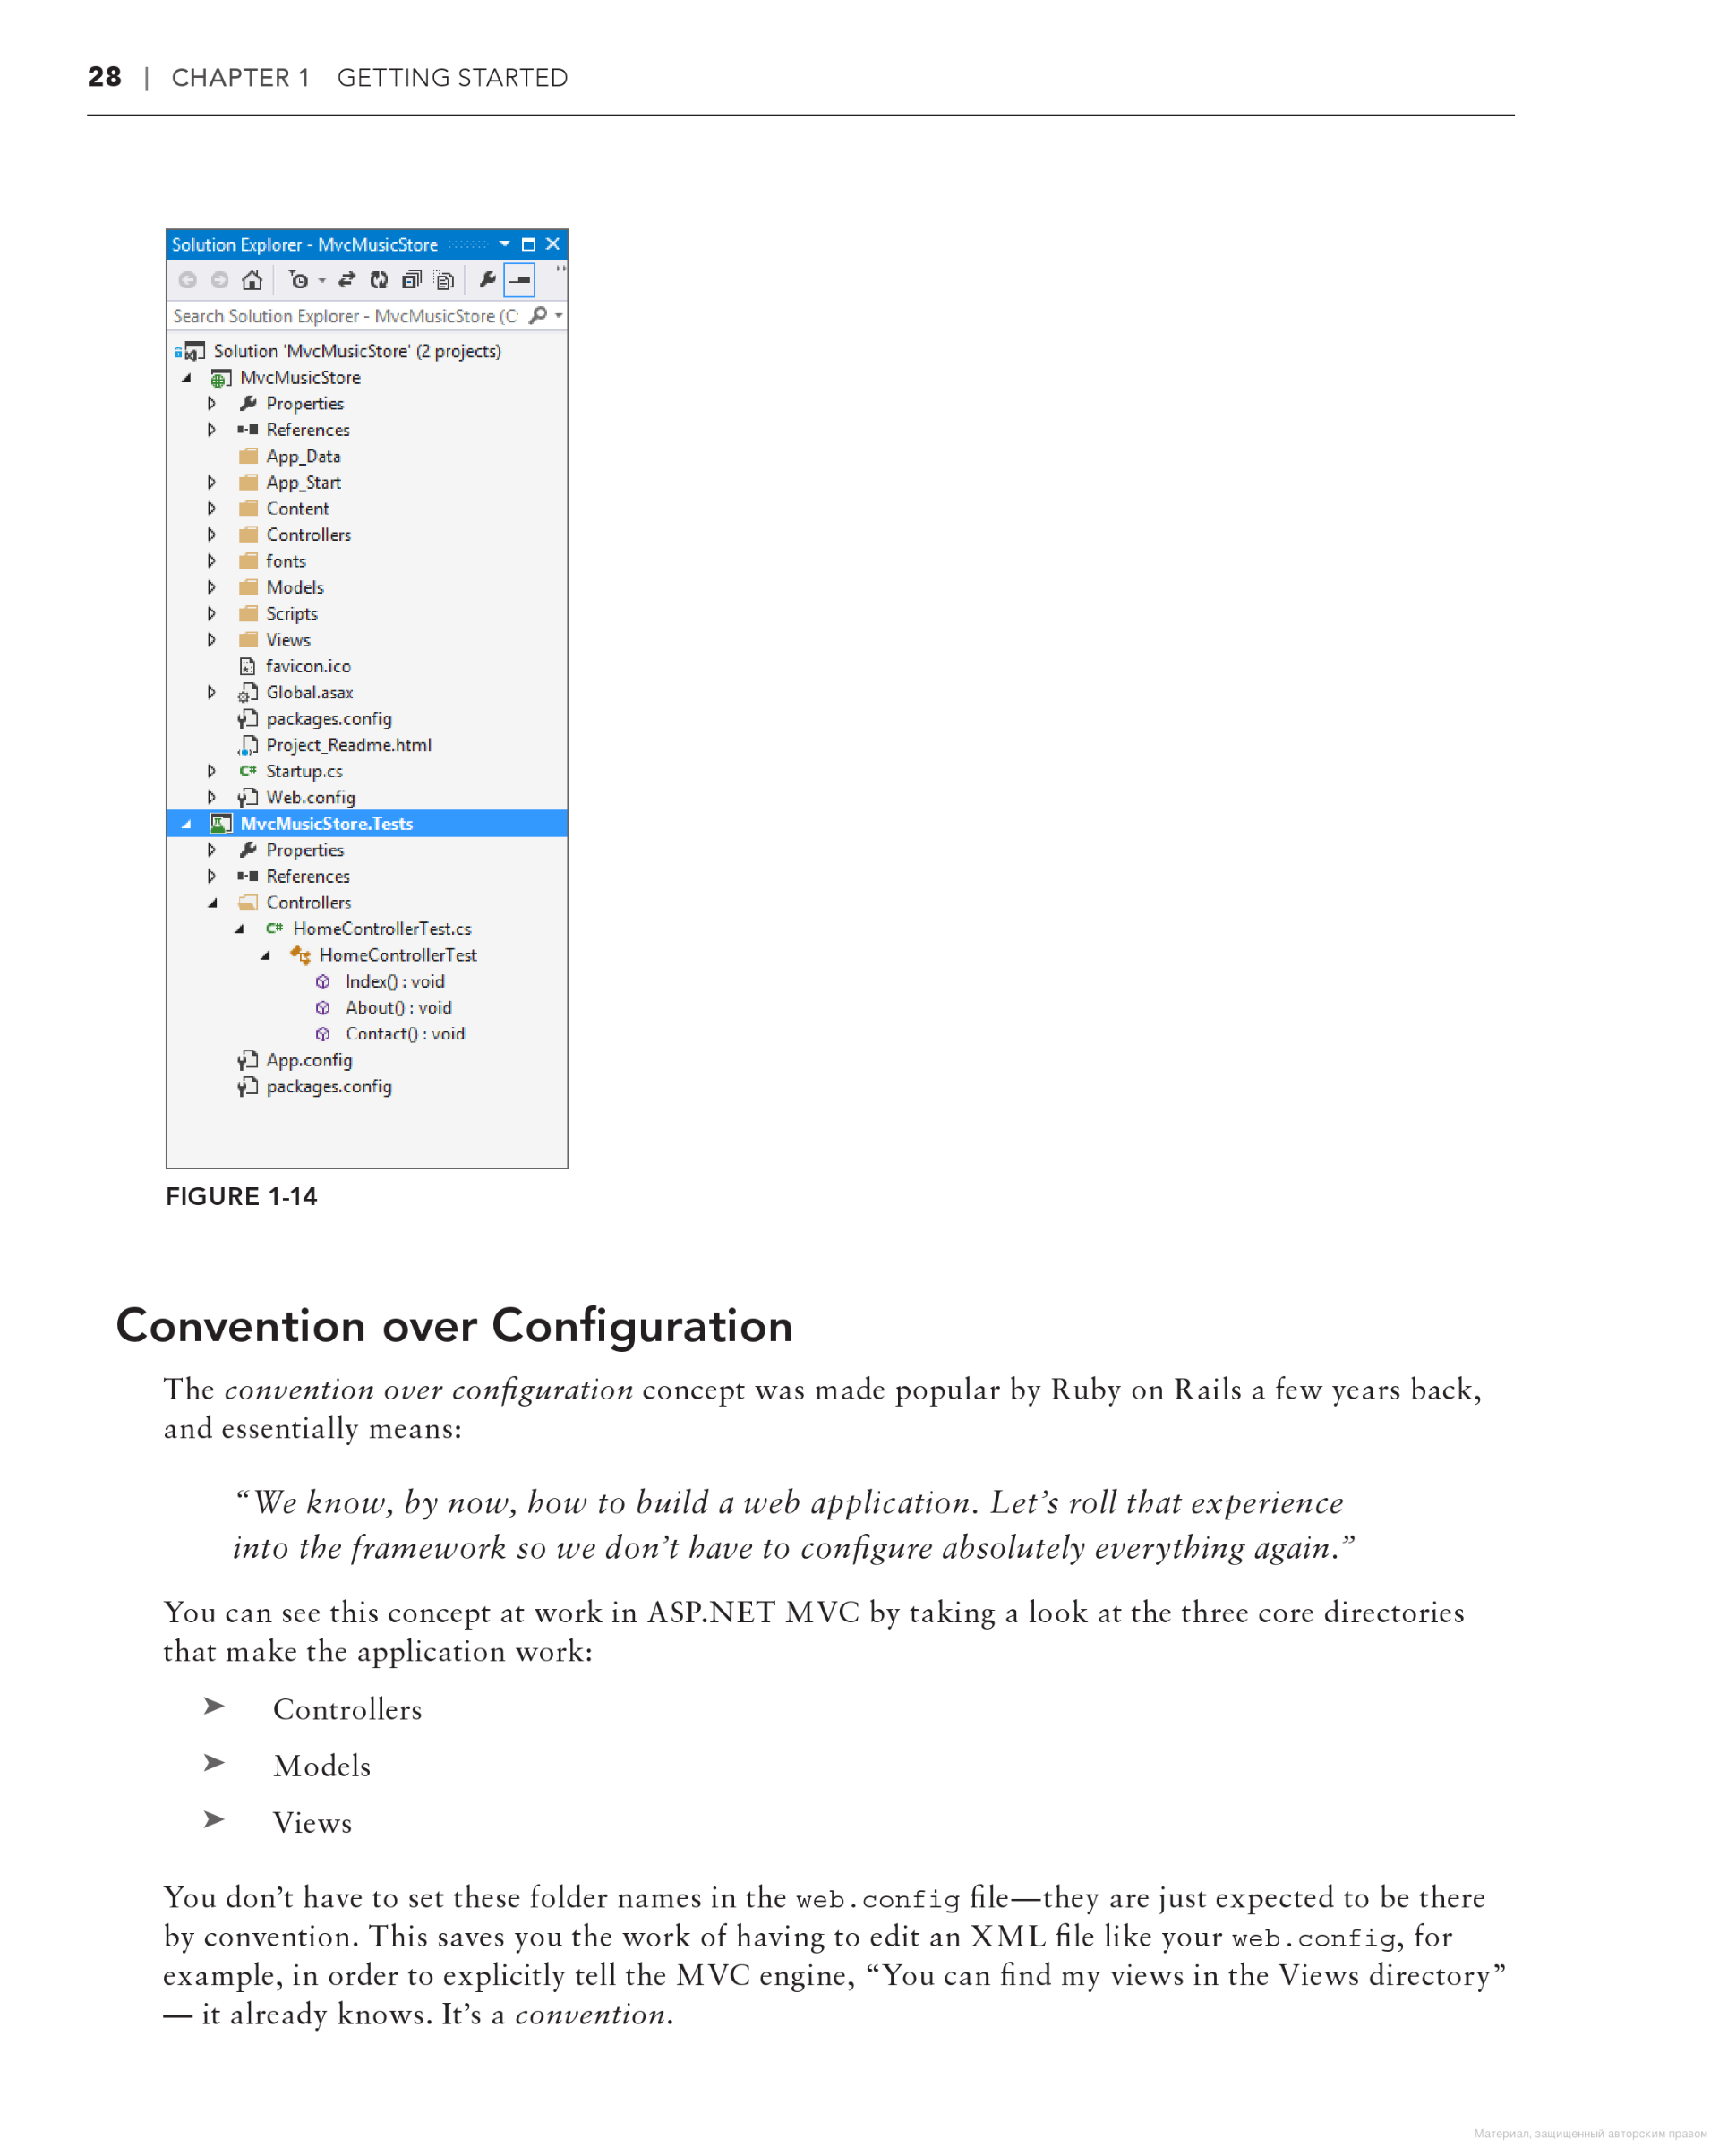 28 | CHAPTER 1 GETTING STARTED
Solution Explorer - MvcMusicStore
Search Solution Explorer - MvcMusicStore (C
Solution 'MvcMusicStore' (2 projects)
MvcMusicStore
Properties
References
App_Data
App_Start
Content
Controllers
fonts
Models
Scripts
Views
favicon.ico
Global.asax
packages.config
Project_Readme.html
C# Startup.cs
Web.config
MvcMusicStore.Tests
Properties
References
Controllers
C# HomeControllerTest.cs
HomeControllerTest
Index() : void
About() : void
Contact() : void
App.config
packages.config
FIGURE 1-14
Convention over Configuration
The convention over configuration concept was made popular by Ruby on Rails a few years back,
and essentially means:
“We know, by now, how to build a web application. Let’s roll that experience
into the framework so we don’t have to configure absolutely everything again.”
You can see this concept at work in ASP.NET MVC by taking a look at the three core directories
that make the application work:
➤ Controllers
➤ Models
➤ Views
You don’t have to set these folder names in the web.config file—they are just expected to be there
by convention. This saves you the work of having to edit an XML file like your web.config, for
example, in order to explicitly tell the MVC engine, “You can find my views in the Views directory”
— it already knows. It’s a convention.
Материал, защищенный авторским правом